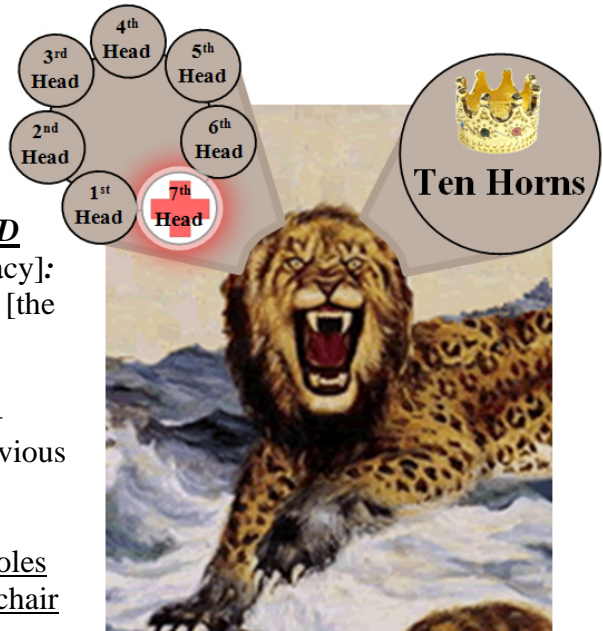 4th
Head
3rd
Head
5th
Head
2nd
Head
6th
Head
1st
Head
7th
Head
Ten Horns
D
acy]:
[the
vious
oles
chair